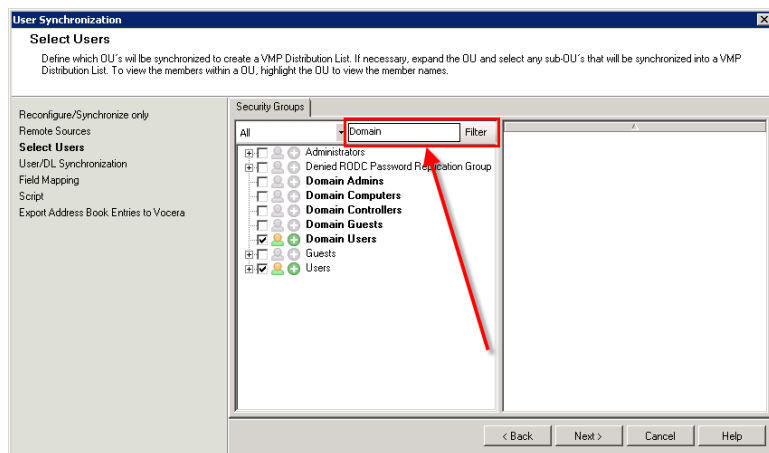 User Synchronization
Select Users
Define which OU's wil be synchronized to create a VMP Distribution List. If necessary, expand the OU and select any sub-OU's that will be synchronized into a VMP
Distribution List. To view the members within a OU, highlight the OU to view the member names.
Reconfigure/Synchronize only
Remote Sources
Select Users
User/DL Synchronization
Field Mapping
Script
Export Address Book Entries to Vocera
Security Groups
All Domain Filter
Administrators
Denied RODC Password Replication Group
Domain Admins
Domain Computers
Domain Controllers
Domain Guests
Domain Users
Guests
Users
< Back Next > Cancel Help